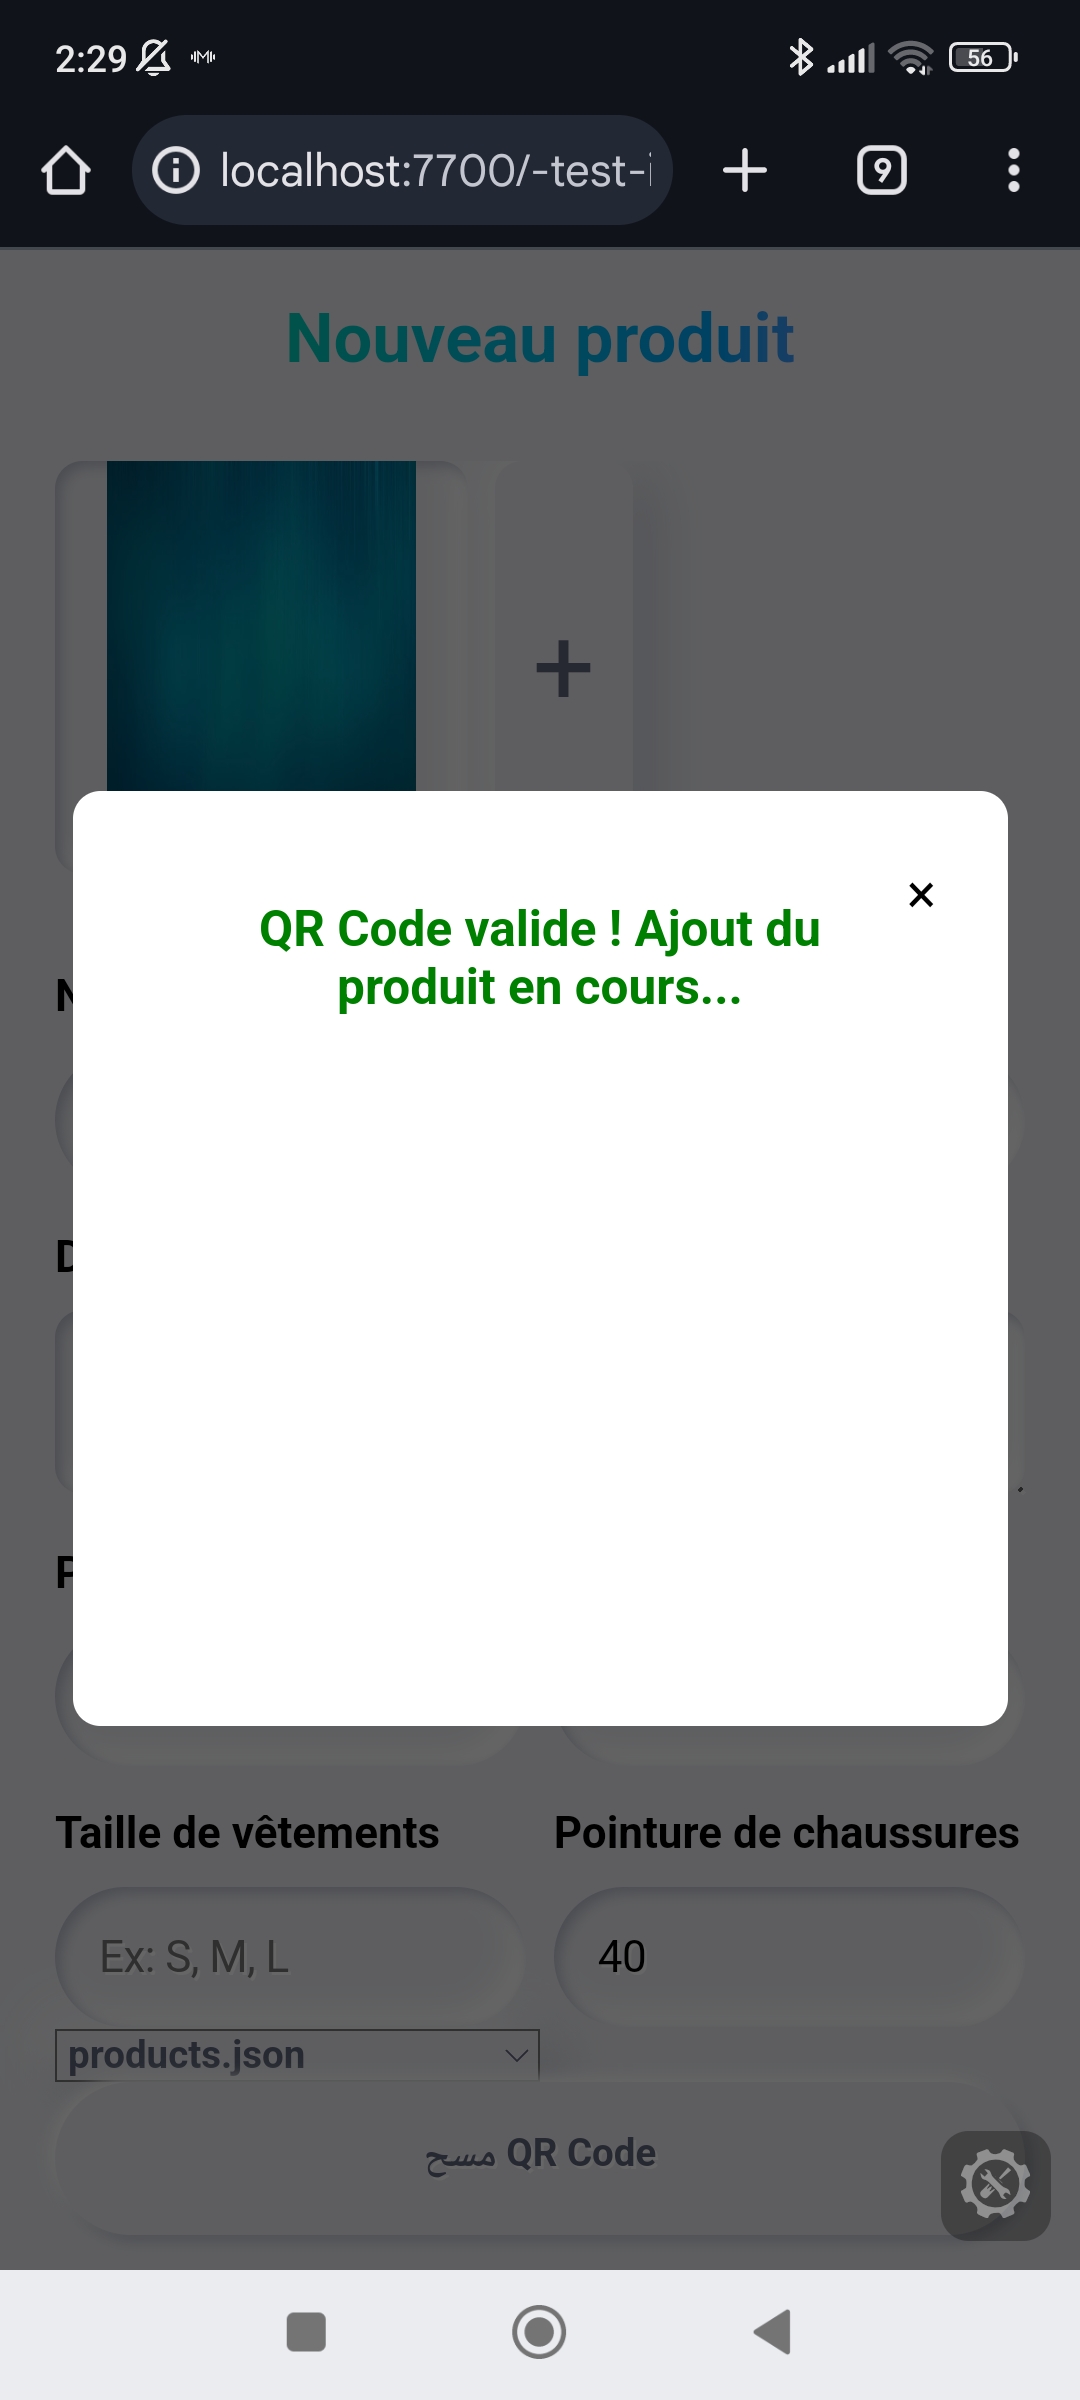 2:29
56
localhost:7700/-test-i
9
Nouveau produit
+
×
QR Code valide ! Ajout du
produit en cours...
N
D
P
Taille de vêtements
Pointure de chaussures
Ex: S, M, L
40
products.json
مسح QR Code